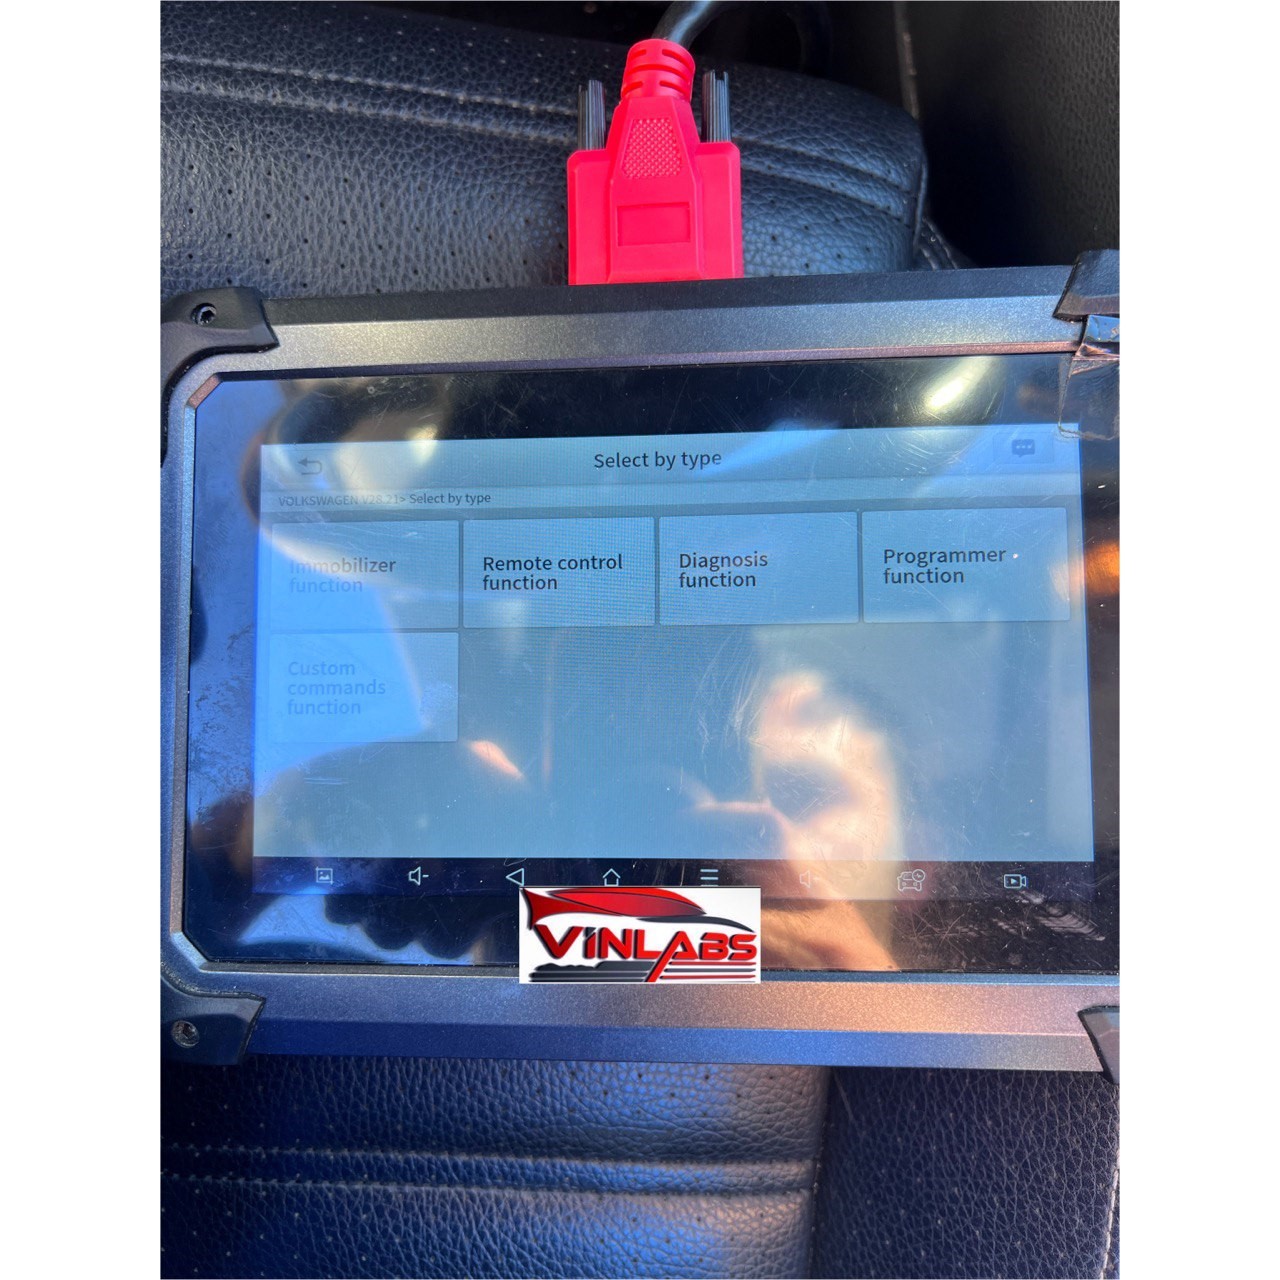 Select by type
VOLKSWAGEN V28.21> Select by type
Immobilizer
function
Remote control
function
Diagnosis
function
Programmer
function
Custom
commands
function
VINLABS